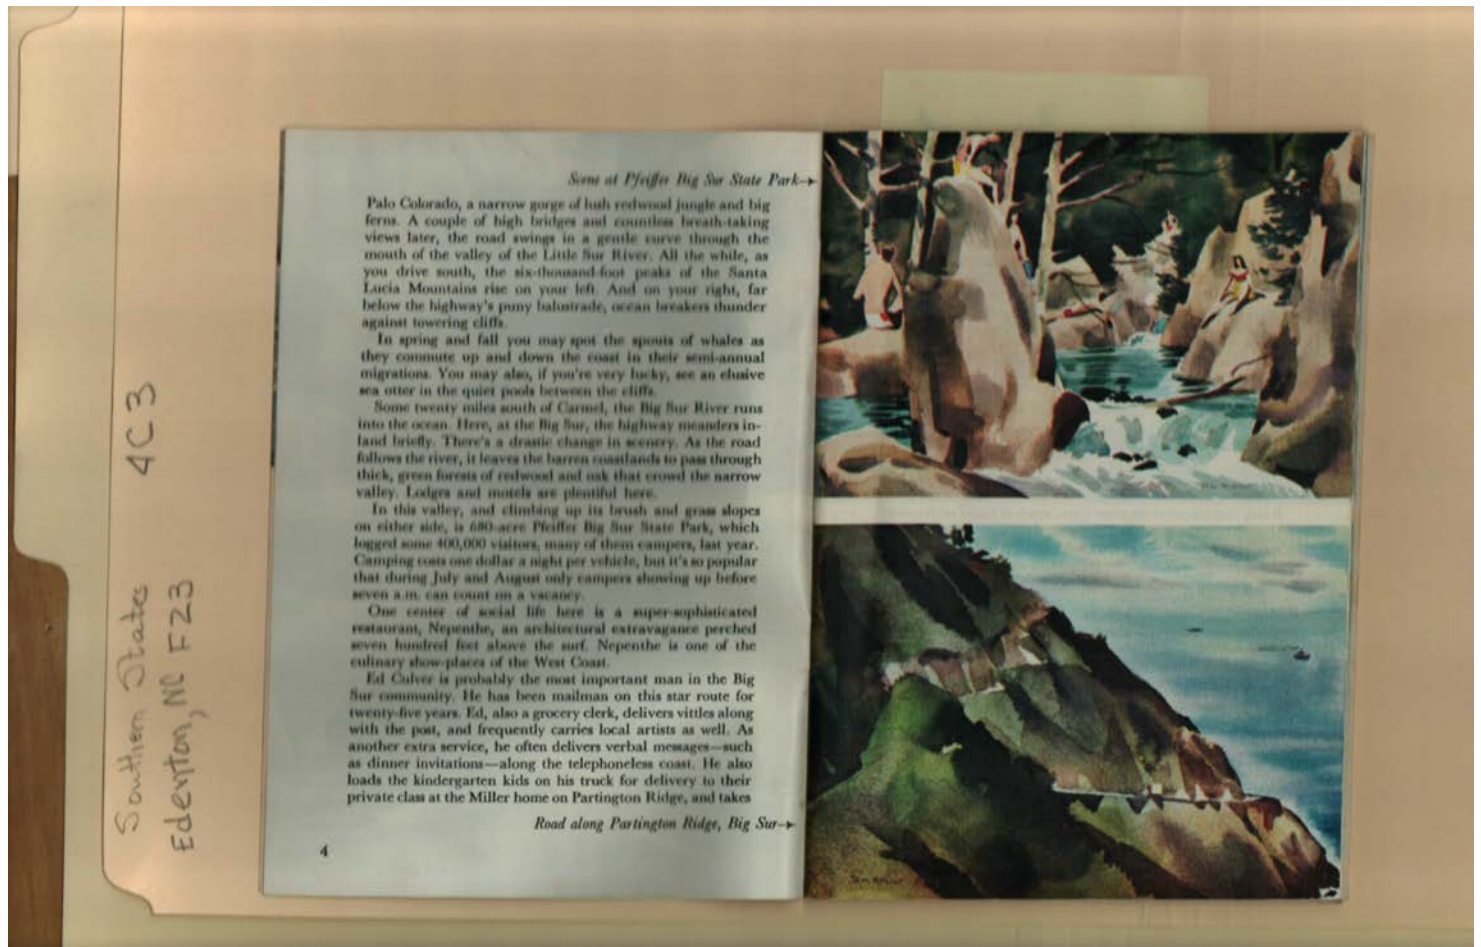 Southern States 4C3
Edenton, NC F23
Scene at Pfeiffer Big Sur State Park→
Palo Colorado, a narrow gorge of lush redwood jungle and big
ferns. A couple of high bridges and countless breath-taking
views later, the road swings in a gentle curve through the
mouth of the valley of the Little Sur River. All the while, as
you drive south, the six-thousand-foot peaks of the Santa
Lucia Mountains rise on your left. And on your right, far
below the highway's puny balustrade, ocean breakers thunder
against towering cliffs.
In spring and fall you may spot the spouts of whales as
they commute up and down the coast in their semi-annual
migrations. You may also, if you're very lucky, see an elusive
sea otter in the quiet pools between the cliffs.
Some twenty miles south of Carmel, the Big Sur River runs
into the ocean. Here, at the Big Sur, the highway meanders in-
land briefly. There's a drastic change in scenery. As the road
follows the river, it leaves the barren coastlands to pass through
thick, green forests of redwood and oak that crowd the narrow
valley. Lodges and motels are plentiful here.
In this valley, and climbing up its brush and grass slopes
on either side, is 680-acre Pfeiffer Big Sur State Park, which
logged some 400,000 visitors, many of them campers, last year.
Camping costs one dollar a night per vehicle, but it's so popular
that during July and August only campers showing up before
seven a.m. can count on a vacancy.
One center of social life here is a super-sophisticated
restaurant, Nepenthe, an architectural extravagance perched
seven hundred feet above the surf. Nepenthe is one of the
culinary show-places of the West Coast.
Ed Culver is probably the most important man in the Big
Sur community. He has been mailman on this star route for
twenty-five years. Ed, also a grocery clerk, delivers vittles along
with the post, and frequently carries local artists as well. As
another extra service, he often delivers verbal messages—such
as dinner invitations—along the telephoneless coast. He also
loads the kindergarten kids on his truck for delivery to their
private class at the Miller home on Partington Ridge, and takes
Road along Partington Ridge, Big Sur→
4